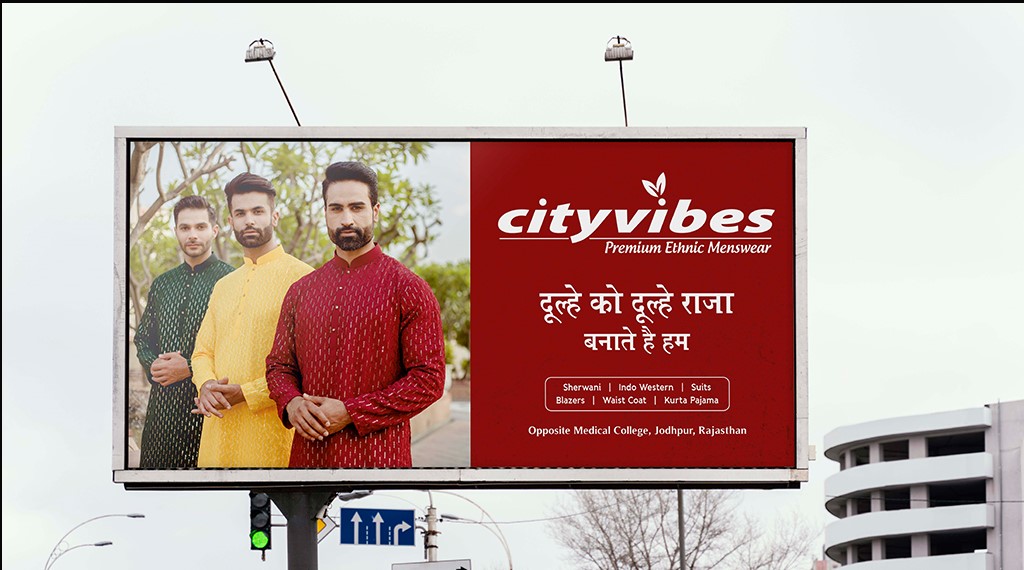 cityvibes
Premium Ethnic Menswear
दूल्हे को दूल्हे राजा
बनाते है हम
Sherwani | Indo Western | Suits
Blazers | Waist Coat | Kurta Pajama
Opposite Medical College, Jodhpur, Rajasthan